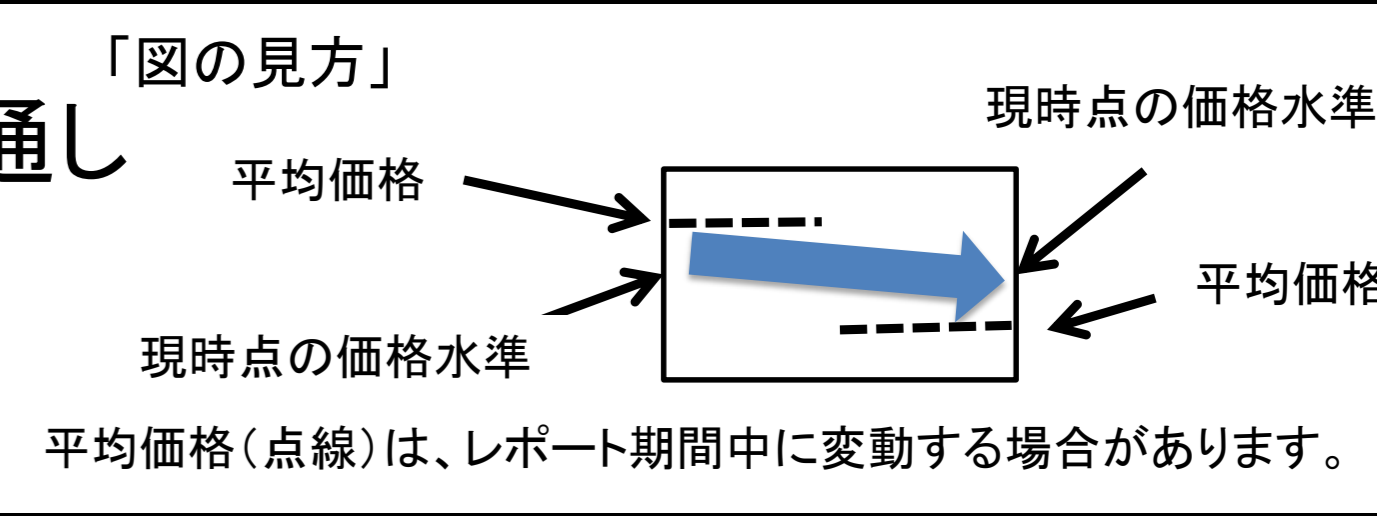 「図の見方」
通し
現時点の価格水準
平均価格
平均価格
現時点の価格水準
平均価格（点線）は、レポート期間中に変動する場合があります。